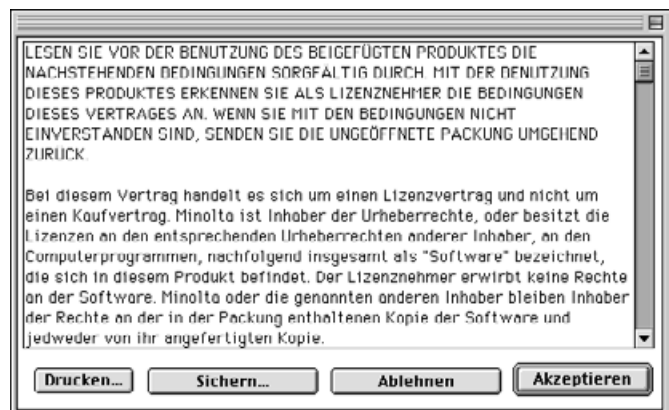 LESEN SIE VOR DER BENUTZUNG DES BEIGEFÜGTEN PRODUKTES DIE
NACHSTEHENDEN BEDINGUNGEN SORGFÄLTIG DURCH. MIT DER BENUTZUNG
DIESES PRODUKTES ERKENNEN SIE ALS LIZENZNEHMER DIE BEDINGUNGEN
DIESES VERTRAGES AN. WENN SIE MIT DEN BEDINGUNGEN NICHT
EINVERSTANDEN SIND, SENDEN SIE DIE UNGEÖFFNETE PACKUNG UMGEHEND
ZURÜCK.
Bei diesem Vertrag handelt es sich um einen Lizenzvertrag und nicht um
einen Kaufvertrag. Minolta ist Inhaber der Urheberrechte, oder besitzt die
Lizenzen an den entsprechenden Urheberrechten anderer Inhaber, an den
Computerprogrammen, nachfolgend insgesamt als "Software" bezeichnet,
die sich in diesem Produkt befindet. Der Lizenznehmer erwirbt keine Rechte
an der Software. Minolta oder die genannten anderen Inhaber bleiben Inhaber
der Rechte an der in der Packung enthaltenen Kopie der Software und
jedweder von ihr angefertigten Kopie.
Drucken... Sichern... Ablehnen Akzeptieren